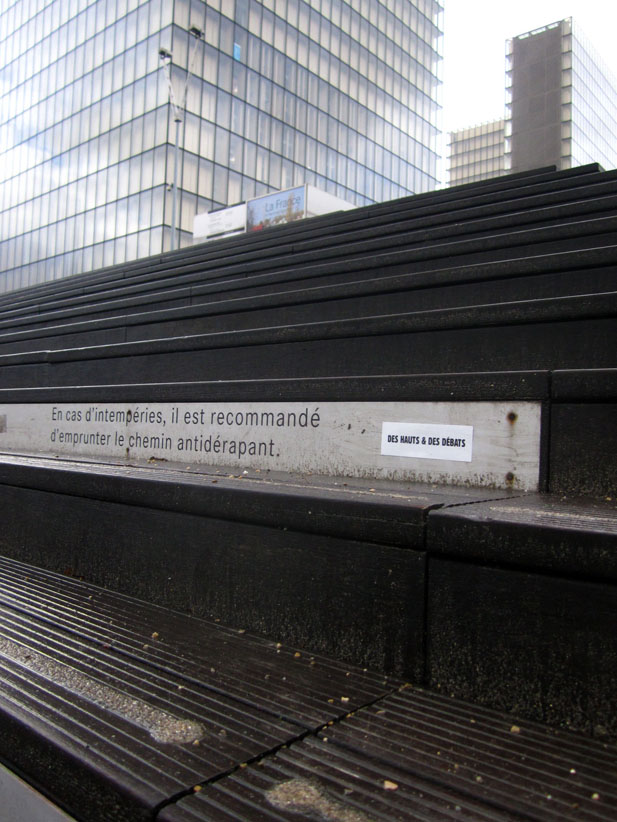 La France
En cas d'intempéries, il est recommandé
d'emprunter le chemin antidérapant.
DES HAUTS & DES DÉBATS